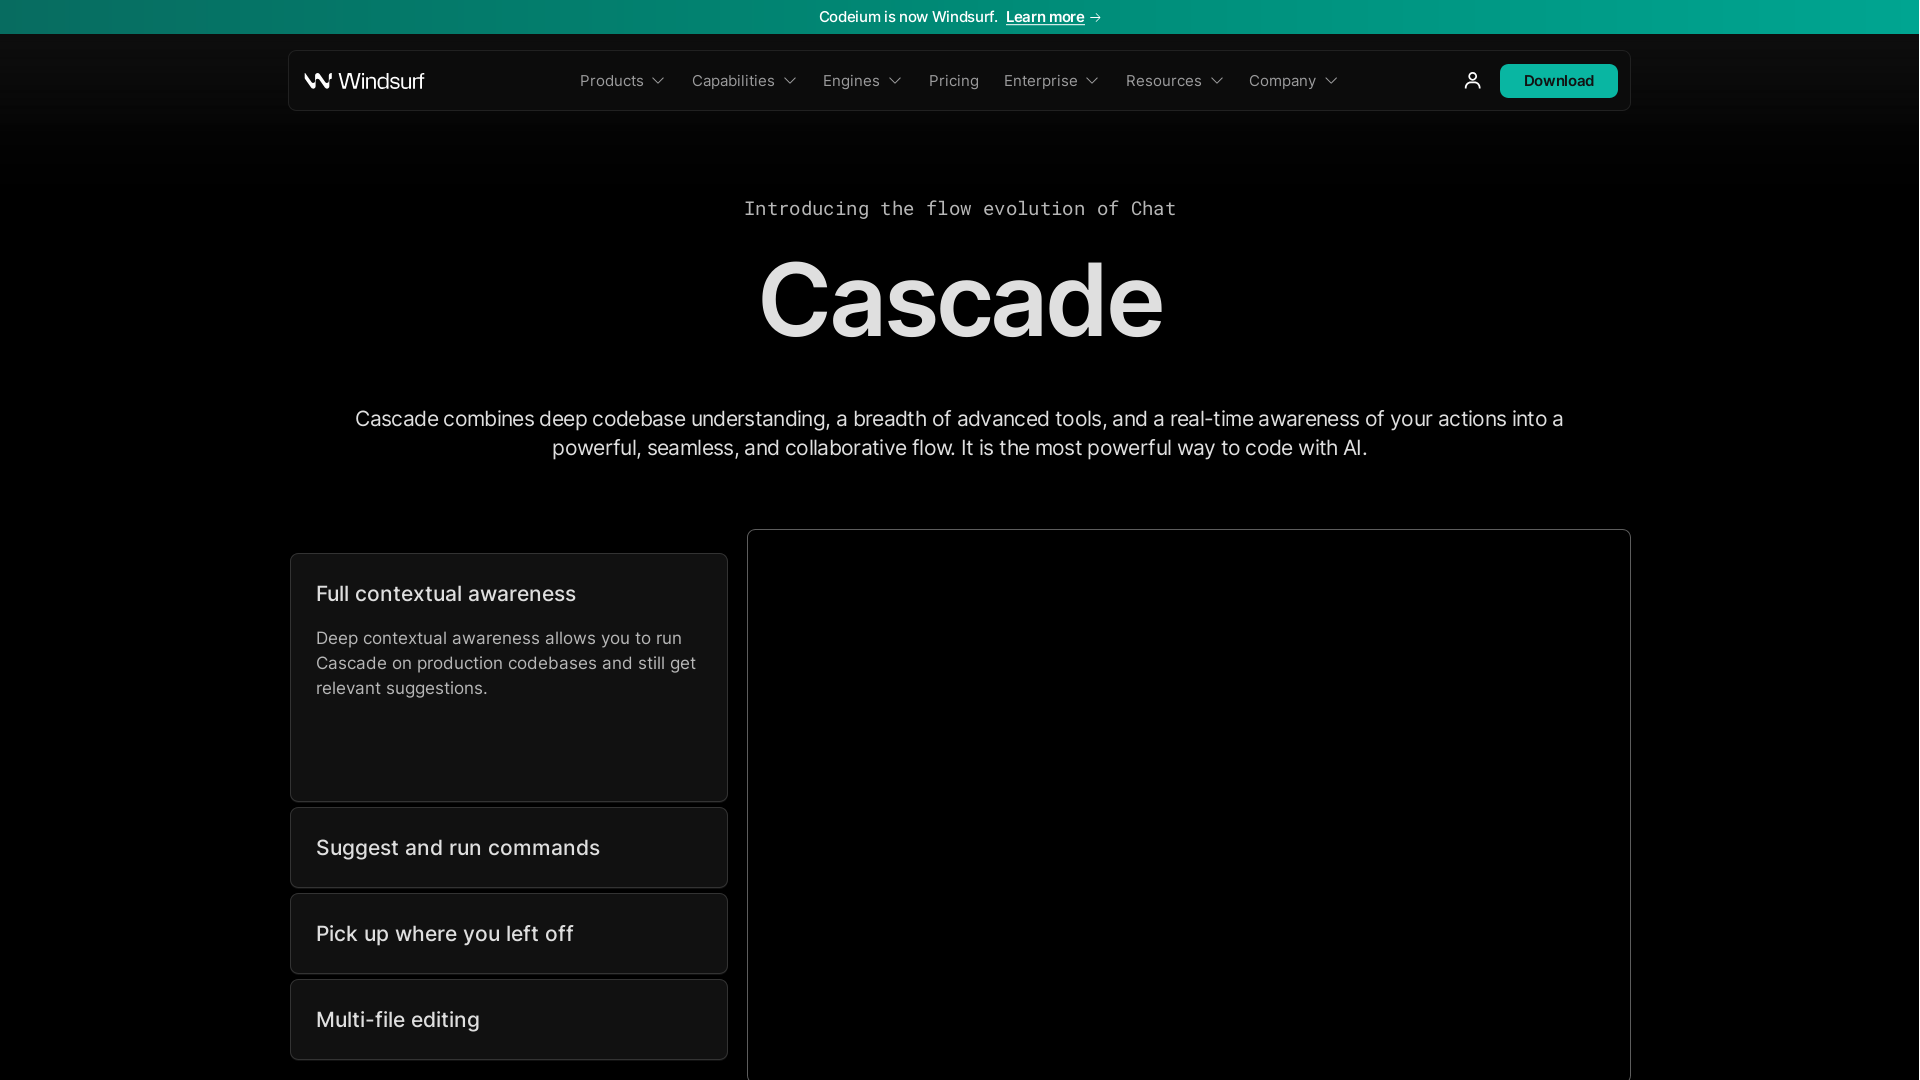 Codeium is now Windsurf. Learn more →
Windsurf
Products
Capabilities
Engines
Pricing
Enterprise
Resources
Company
Download
Introducing the flow evolution of Chat
Cascade
Cascade combines deep codebase understanding, a breadth of advanced tools, and a real-time awareness of your actions into a
powerful, seamless, and collaborative flow. It is the most powerful way to code with AI.
Full contextual awareness
Deep contextual awareness allows you to run
Cascade on production codebases and still get
relevant suggestions.
Suggest and run commands
Pick up where you left off
Multi-file editing